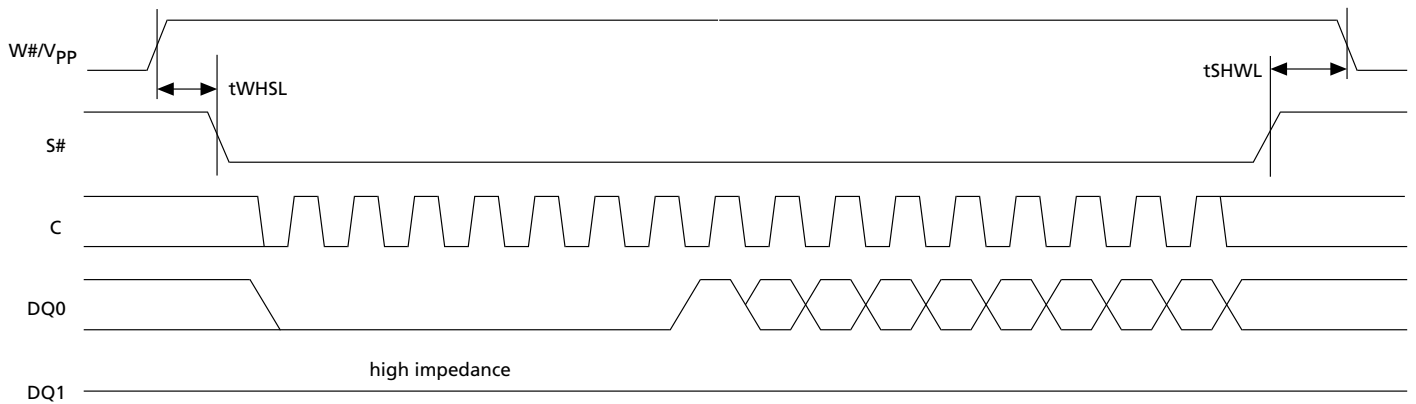 W#/VPP
tWHSL
tSHWL
S#
C
DQ0
high impedance
DQ1